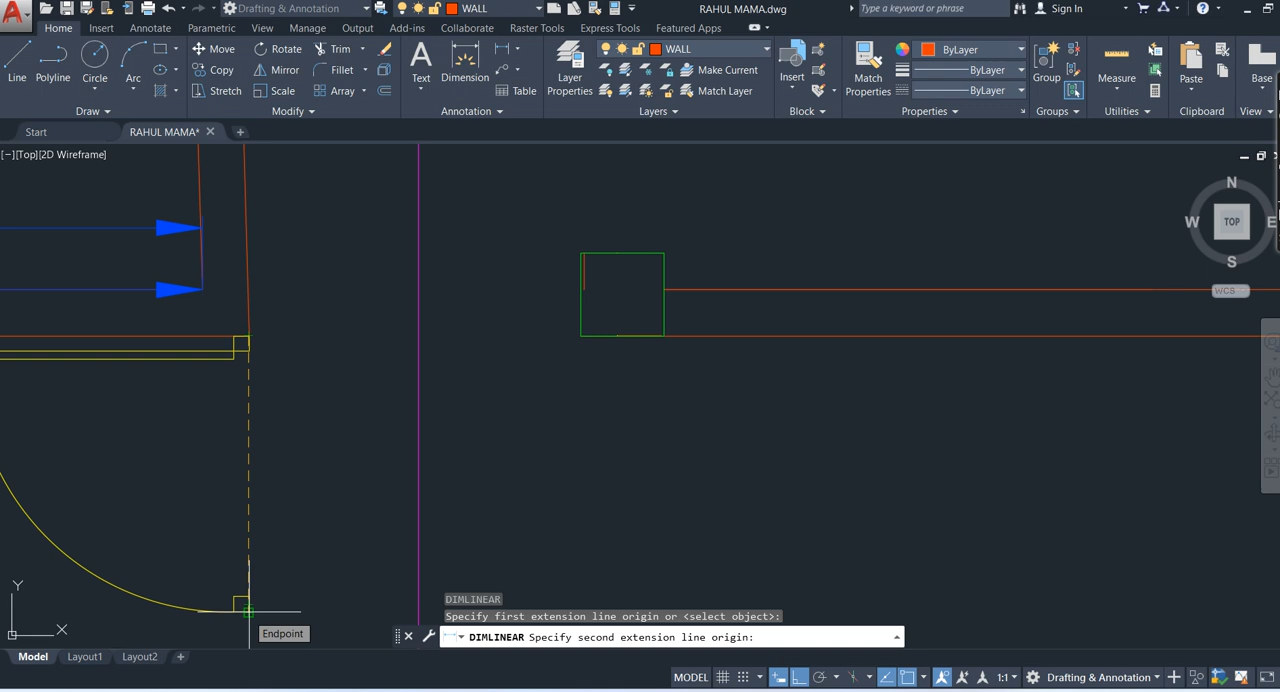 A Drafting & Annotation WALL RAHUL MAMA.dwg Type a keyword or phrase Sign In
Home Insert Annotate Parametric View Manage Output Add-ins Collaborate Raster Tools Express Tools Featured Apps
Line Polyline Circle Arc
Move Rotate Trim
Copy Mirror Fillet
Stretch Scale Array
Text Dimension Table
Layer Properties
WALL
Make Current
Match Layer
Insert
Match Properties
ByLayer
ByLayer
ByLayer
Group Measure Paste Base
Draw Modify Annotation Layers Block Properties Groups Utilities Clipboard View
Start RAHUL MAMA*
[−][Top][2D Wireframe]
N
W TOP E
S
WCS
Y
X
Endpoint
DIMLINEAR
Specify first extension line origin or <select object>:
DIMLINEAR Specify second extension line origin:
Model Layout1 Layout2 +
MODEL 1:1 Drafting & Annotation